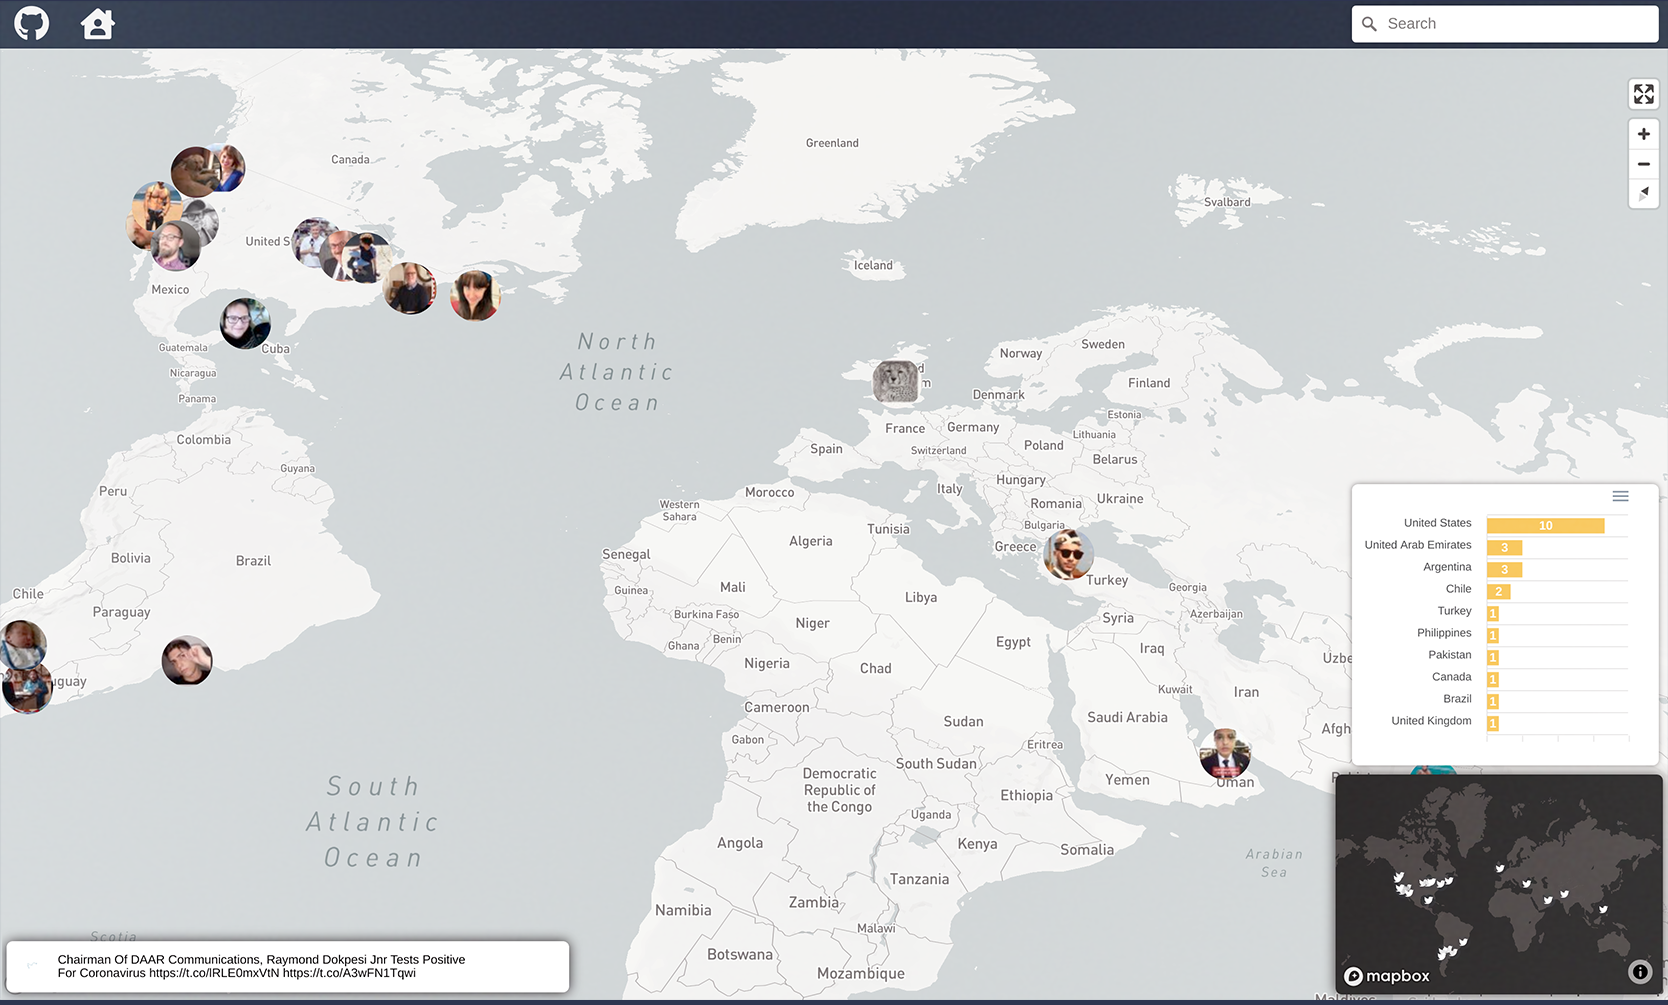 Search
Greenland
Canada
Svalbard
United S
Iceland
Mexico
North
Atlantic
Ocean
Guatemala
Cuba
Nicaragua
Panama
Norway
Sweden
Finland
Denmark
Estonia
France
Germany
Lithuania
Spain
Switzerland
Poland
Belarus
Colombia
Guyana
Peru
Italy
Hungary
Romania
Ukraine
Morocco
Western
Sahara
Bulgaria
Tunisia
Greece
Algeria
Senegal
Bolivia
Brazil
Turkey
Georgia
Mali
Guinea
Libya
Chile
Paraguay
Burkina Faso
Azerbaijan
Syria
Niger
Ghana
Benin
Egypt
Iraq
Uzbe
Nigeria
Chad
guay
Kuwait
Iran
Cameroon
Saudi Arabia
Sudan
Afgh
Gabon
Eritrea
South Sudan
Democratic
Republic of
the Congo
Yemen
Oman
South
Atlantic
Ocean
Ethiopia
Uganda
Angola
Kenya
Somalia
Arabian
Sea
Tanzania
Zambia
Namibia
Malawi
Scotia
Botswana
Mozambique
Maldives
United States 10
United Arab Emirates 3
Argentina 3
Chile 2
Turkey 1
Philippines 1
Pakistan 1
Canada 1
Brazil 1
United Kingdom 1
Chairman Of DAAR Communications, Raymond Dokpesi Jnr Tests Positive
For Coronavirus https://t.co/lRLE0mxVtN https://t.co/A3wFN1Tqwi
mapbox